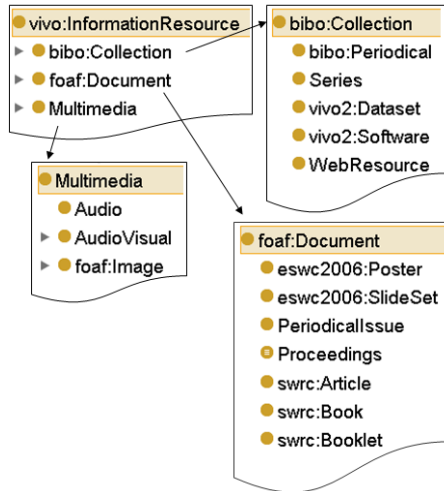 vivo:InformationResource
bibo:Collection
foaf:Document
Multimedia
bibo:Collection
bibo:Periodical
Series
vivo2:Dataset
vivo2:Software
WebResource
Multimedia
Audio
AudioVisual
foaf:Image
foaf:Document
eswc2006:Poster
eswc2006:SlideSet
PeriodicalIssue
Proceedings
swrc:Article
swrc:Book
swrc:Booklet